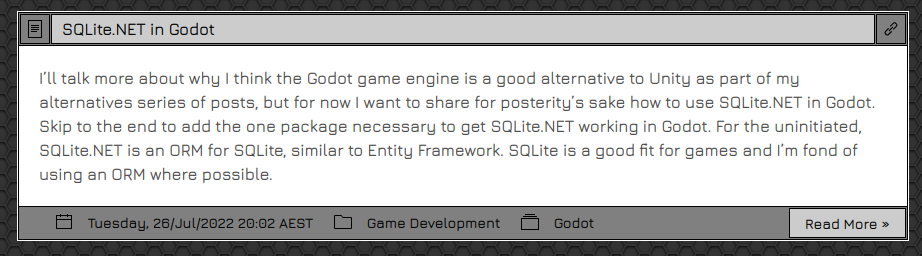 SQLite.NET in Godot
I'll talk more about why I think the Godot game engine is a good alternative to Unity as part of my
alternatives series of posts, but for now I want to share for posterity's sake how to use SQLite.NET in Godot.
Skip to the end to add the one package necessary to get SQLite.NET working in Godot. For the uninitiated,
SQLite.NET is an ORM for SQLite, similar to Entity Framework. SQLite is a good fit for games and I'm fond of
using an ORM where possible.
Tuesday, 26/Jul/2022 20:02 AEST Game Development Godot Read More »